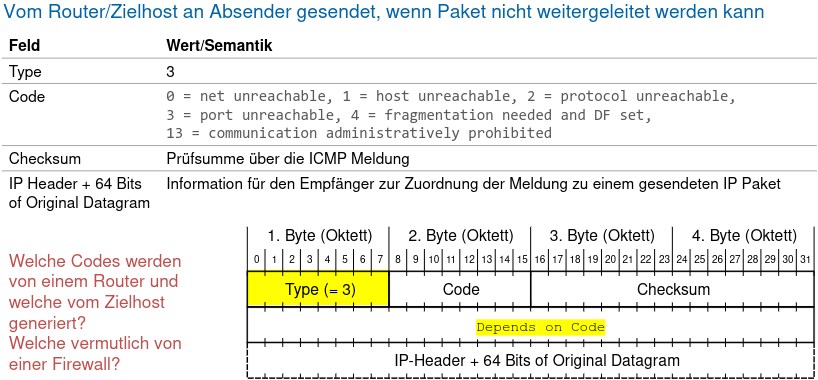 Vom Router/Zielhost an Absender gesendet, wenn Paket nicht weitergeleitet werden kann
Feld Wert/Semantik
Type 3
Code 0 = net unreachable, 1 = host unreachable, 2 = protocol unreachable,
3 = port unreachable, 4 = fragmentation needed and DF set,
13 = communication administratively prohibited
Checksum Prüfsumme über die ICMP Meldung
IP Header + 64 Bits Information für den Empfänger zur Zuordnung der Meldung zu einem gesendeten IP Paket
of Original Datagram
Welche Codes werden
von einem Router und
welche vom Zielhost
generiert?
Welche vermutlich von
einer Firewall?
1. Byte (Oktett) 2. Byte (Oktett) 3. Byte (Oktett) 4. Byte (Oktett)
0 1 2 3 4 5 6 7 8 9 10 11 12 13 14 15 16 17 18 19 20 21 22 23 24 25 26 27 28 29 30 31
Type (= 3) Code Checksum
Depends on Code
IP-Header + 64 Bits of Original Datagram